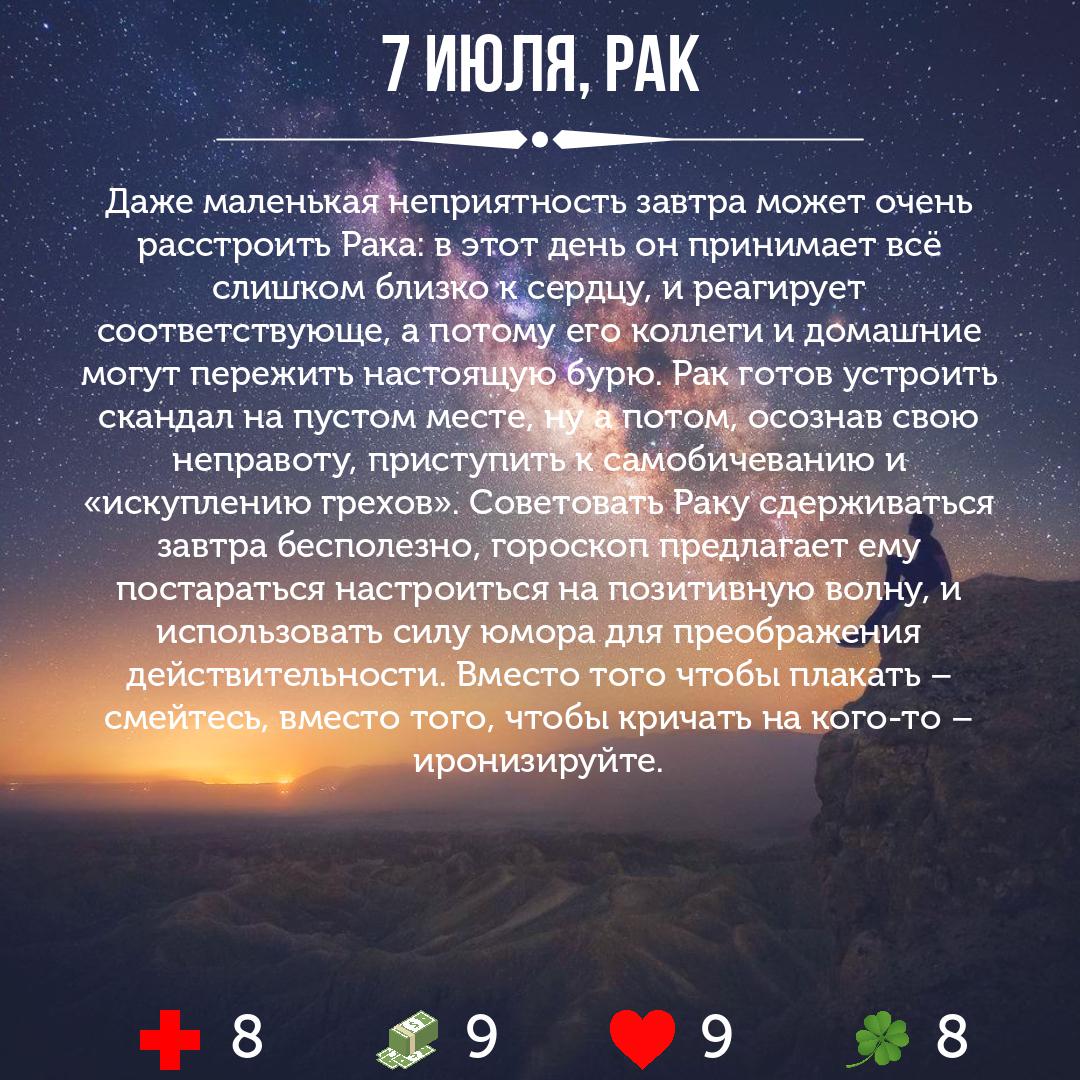 7 ИЮЛЯ, РАК
Даже маленькая неприятность завтра может очень
расстроить Рака: в этот день он принимает всё
слишком близко к сердцу, и реагирует
соответствующе, а потому его коллеги и домашние
могут пережить настоящую бурю. Рак готов устроить
скандал на пустом месте, ну а потом, осознав свою
неправоту, приступить к самобичеванию и
«искуплению грехов». Советовать Раку сдерживаться
завтра бесполезно, гороскоп предлагает ему
постараться настроиться на позитивную волну, и
использовать силу юмора для преображения
действительности. Вместо того чтобы плакать –
смейтесь, вместо того, чтобы кричать на кого-то –
иронизируйте.
8 9 9 8